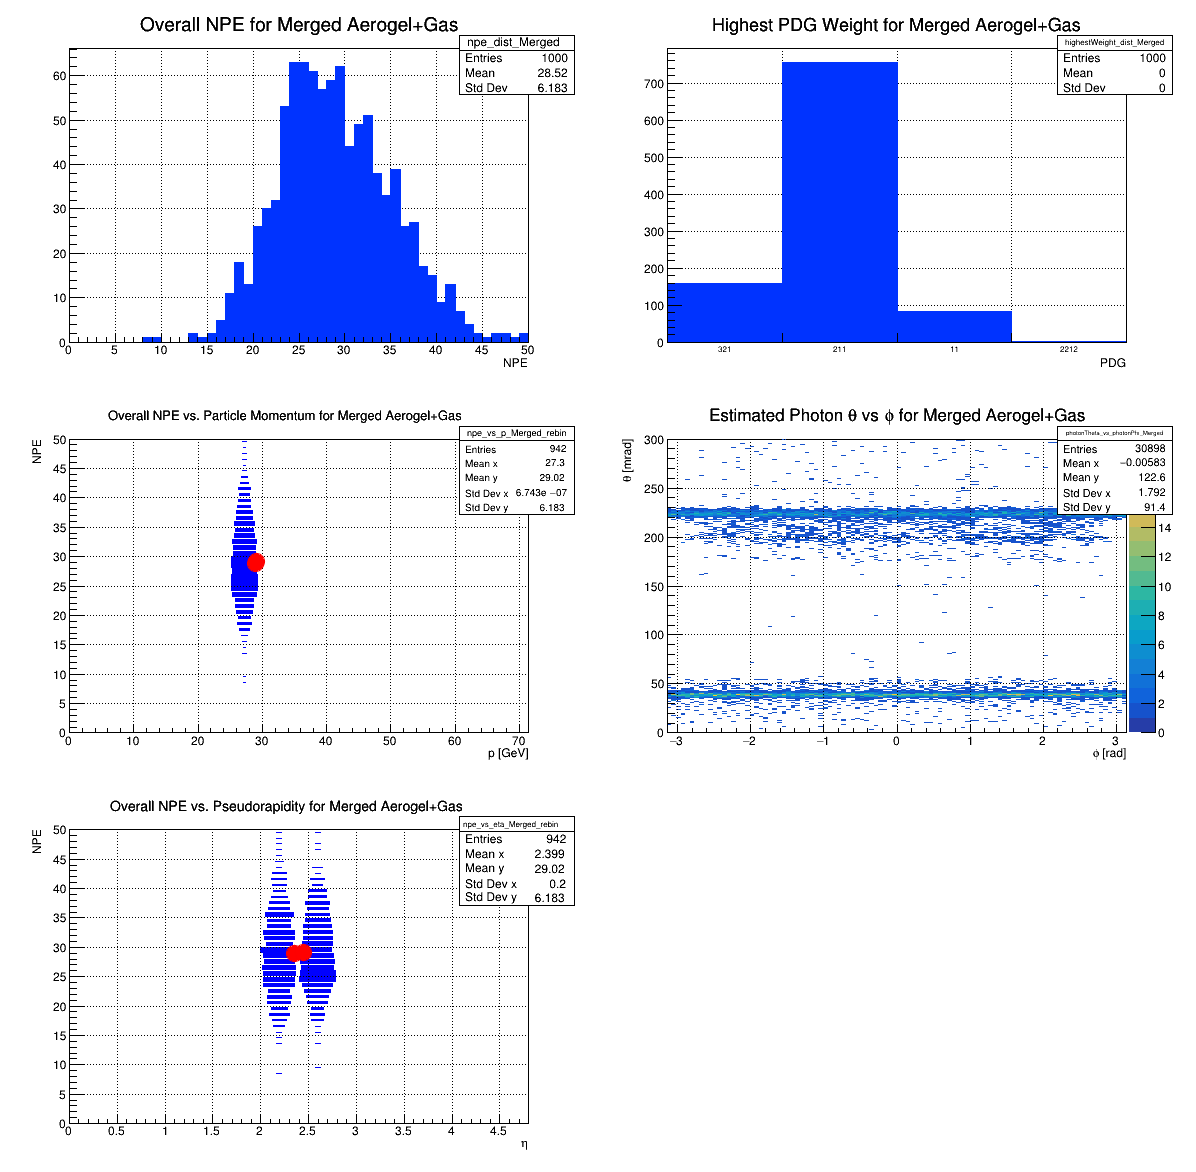 Overall NPE for Merged Aerogel+Gas
npe_dist_Merged
Entries 1000
Mean 28.52
Std Dev 6.183
60
50
40
30
20
10
0
0 5 10 15 20 25 30 35 40 45 50
NPE
Highest PDG Weight for Merged Aerogel+Gas
highestWeight_dist_Merged
Entries 1000
Mean 0
Std Dev 0
700
600
500
400
300
200
100
0
321 211 11 2212
PDG
Overall NPE vs. Particle Momentum for Merged Aerogel+Gas
npe_vs_p_Merged_rebin
Entries 942
Mean x 27.3
Mean y 29.02
Std Dev x 6.743e −07
Std Dev y 6.183
NPE
50
45
40
35
30
25
20
15
10
5
0
0 10 20 30 40 50 60 70
p [GeV]
Estimated Photon θ vs ϕ for Merged Aerogel+Gas
photonTheta_vs_photonPhi_Merged
Entries 30898
Mean x −0.00583
Mean y 122.6
Std Dev x 1.792
Std Dev y 91.4
θ [mrad]
300
250
200
150
100
50
0
−3 −2 −1 0 1 2 3
ϕ [rad]
14
12
10
8
6
4
2
0
Overall NPE vs. Pseudorapidity for Merged Aerogel+Gas
npe_vs_eta_Merged_rebin
Entries 942
Mean x 2.399
Mean y 29.02
Std Dev x 0.2
Std Dev y 6.183
NPE
50
45
40
35
30
25
20
15
10
5
0
0 0.5 1 1.5 2 2.5 3 3.5 4 4.5
η